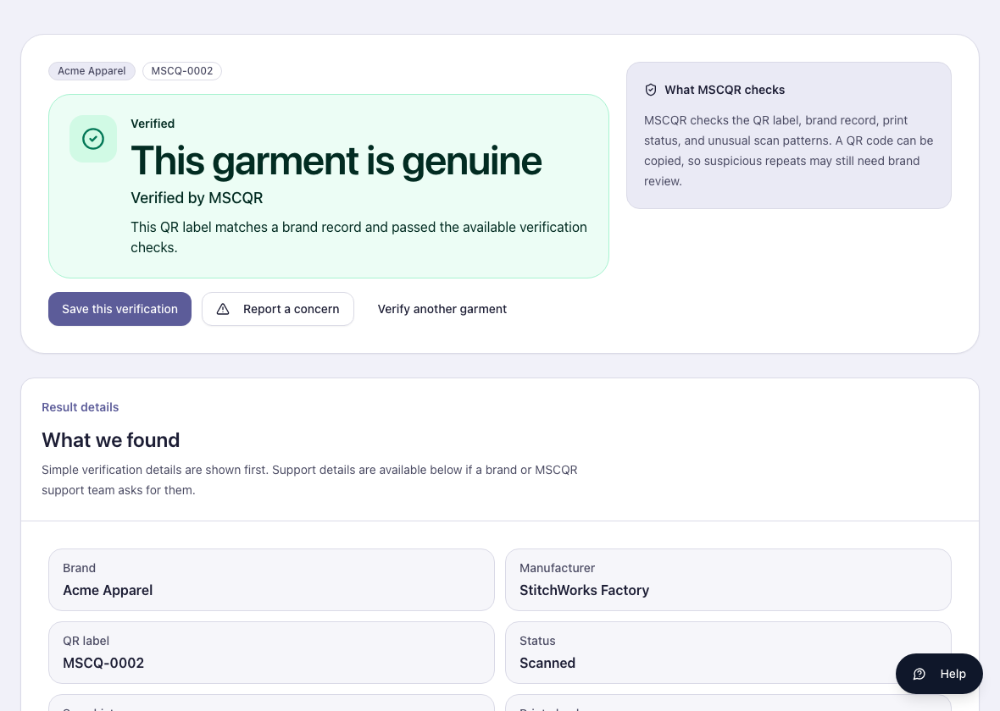 Acme Apparel
MSCQ-0002
Verified
This garment is genuine
Verified by MSCQR
This QR label matches a brand record and passed the available verification
checks.
Save this verification
Report a concern
Verify another garment
What MSCQR checks
MSCQR checks the QR label, brand record, print
status, and unusual scan patterns. A QR code can be
copied, so suspicious repeats may still need brand
review.
Result details
What we found
Simple verification details are shown first. Support details are available below if a brand or MSCQR
support team asks for them.
Brand
Acme Apparel
Manufacturer
StitchWorks Factory
QR label
MSCQ-0002
Status
Scanned
Help